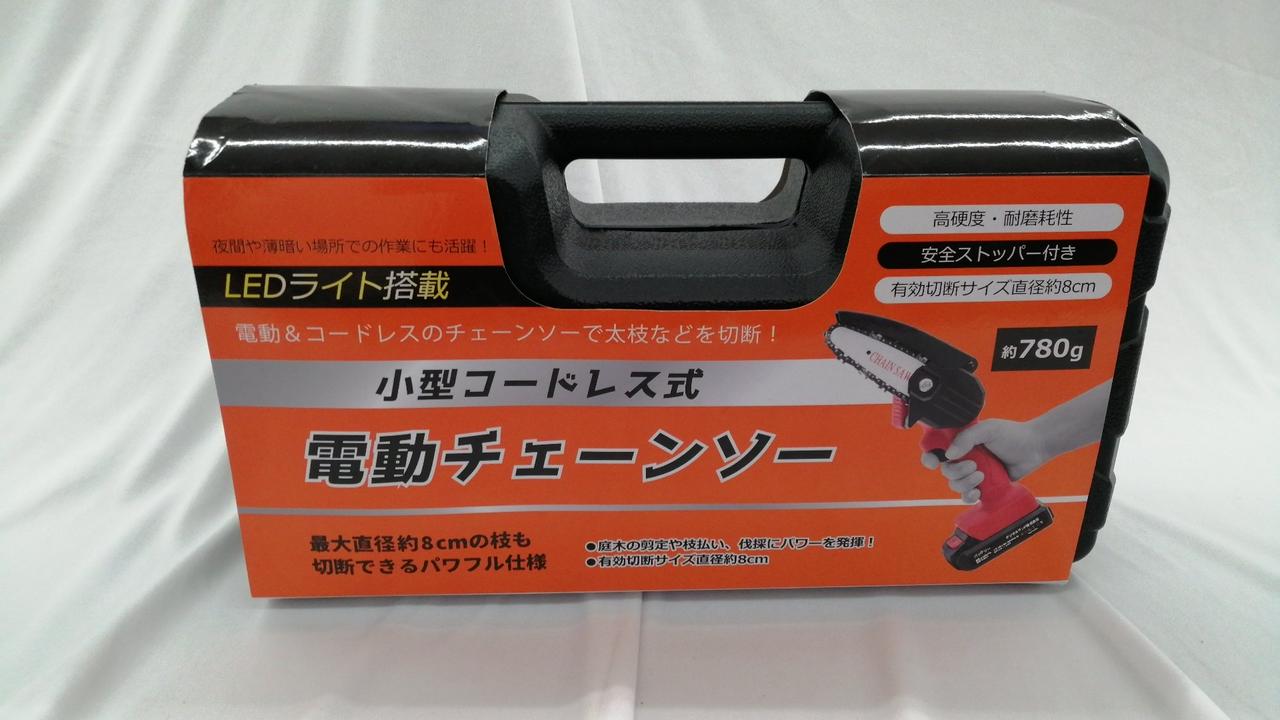 夜間や薄暗い場所での作業にも活躍！
LEDライト搭載
電動＆コードレスのチェーンソーで太枝などを切断！
小型コードレス式
電動チェーンソー
最大直径約8cmの枝も
切断できるパワフル仕様
●庭木の剪定や枝払い、伐採にパワーを発揮！
●有効切断サイズ直径約8cm
高硬度・耐磨耗性
安全ストッパー付き
有効切断サイズ直径約8cm
約780g
CHAIN SAW